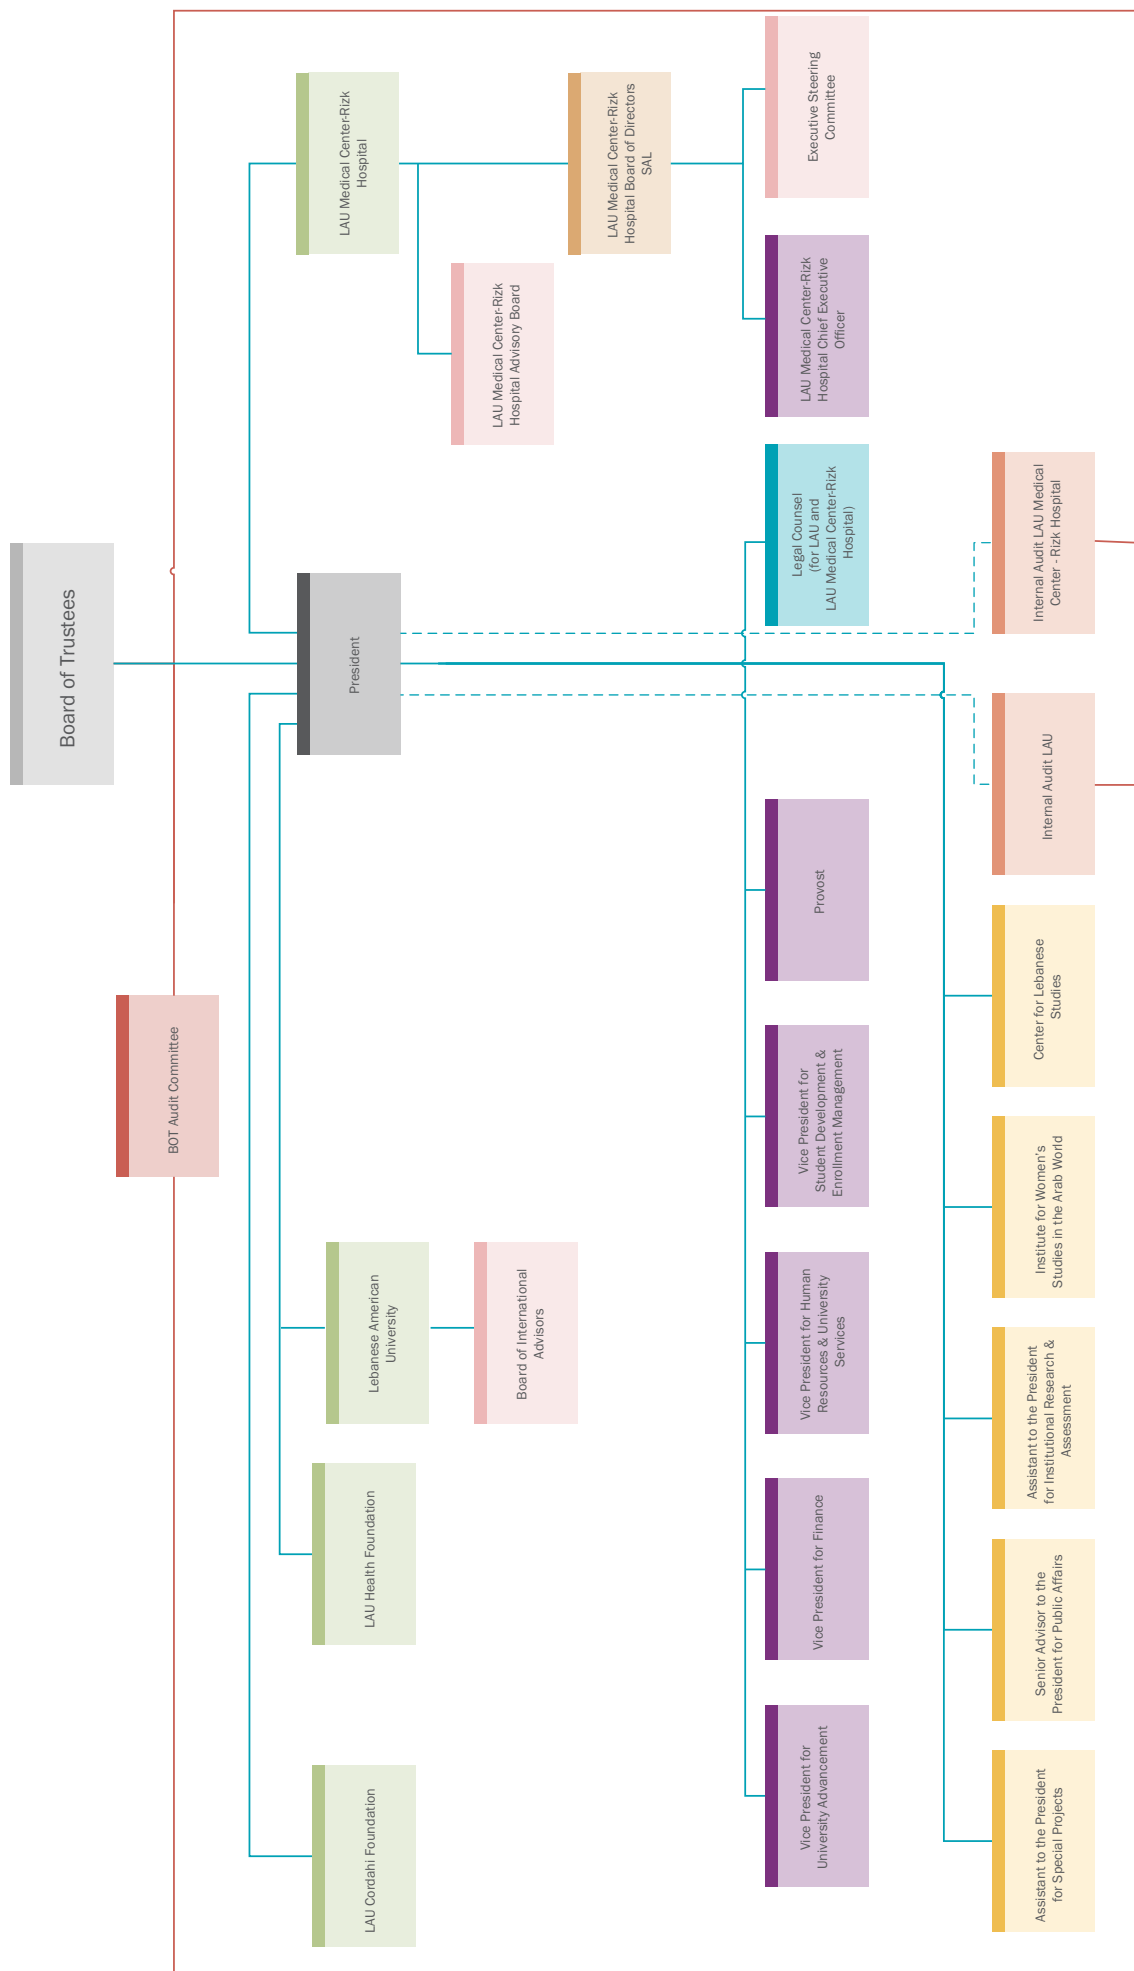 Board of Trustees
BOT Audit Committee
President
LAU Cordahi Foundation
LAU Health Foundation
Lebanese American
University
LAU Medical Center-Rizk
Hospital
Board of International
Advisors
LAU Medical Center-Rizk
Hospital Advisory Board
LAU Medical Center-Rizk
Hospital Board of Directors
SAL
Vice President for
University Advancement
Vice President for Finance
Vice President for Human
Resources & University
Services
Vice President for
Student Development &
Enrollment Management
Provost
Legal Counsel
(for LAU and
LAU Medical Center-Rizk
Hospital)
LAU Medical Center-Rizk
Hospital Chief Executive
Officer
Executive Steering
Committee
Assistant to the President
for Special Projects
Senior Advisor to the
President for Public Affairs
Assistant to the President
for Institutional Research &
Assessment
Institute for Women's
Studies in the Arab World
Center for Lebanese
Studies
Internal Audit LAU
Internal Audit LAU Medical
Center - Rizk Hospital